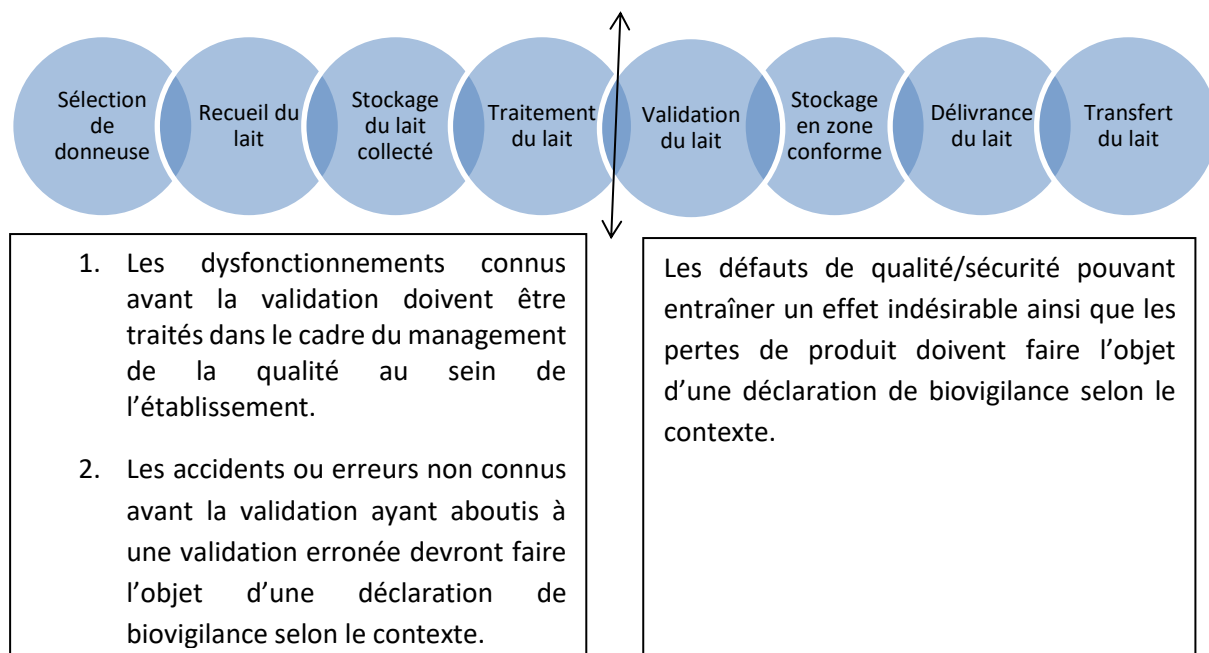 Sélection
de
donneuse
Recueil du
lait
Stockage
du lait
collecté
Traitement
du lait
Validation
du lait
Stockage
en zone
conforme
Délivrance
du lait
Transfert
du lait
1. Les dysfonctionnements connus
avant la validation doivent être
traités dans le cadre du management
de la qualité au sein de
l’établissement.
2. Les accidents ou erreurs non connus
avant la validation ayant aboutis à
une validation erronée devront faire
l’objet d’une déclaration de
biovigilance selon le contexte.
Les défauts de qualité/sécurité pouvant
entraîner un effet indésirable ainsi que les
pertes de produit doivent faire l’objet
d’une déclaration de biovigilance selon le
contexte.